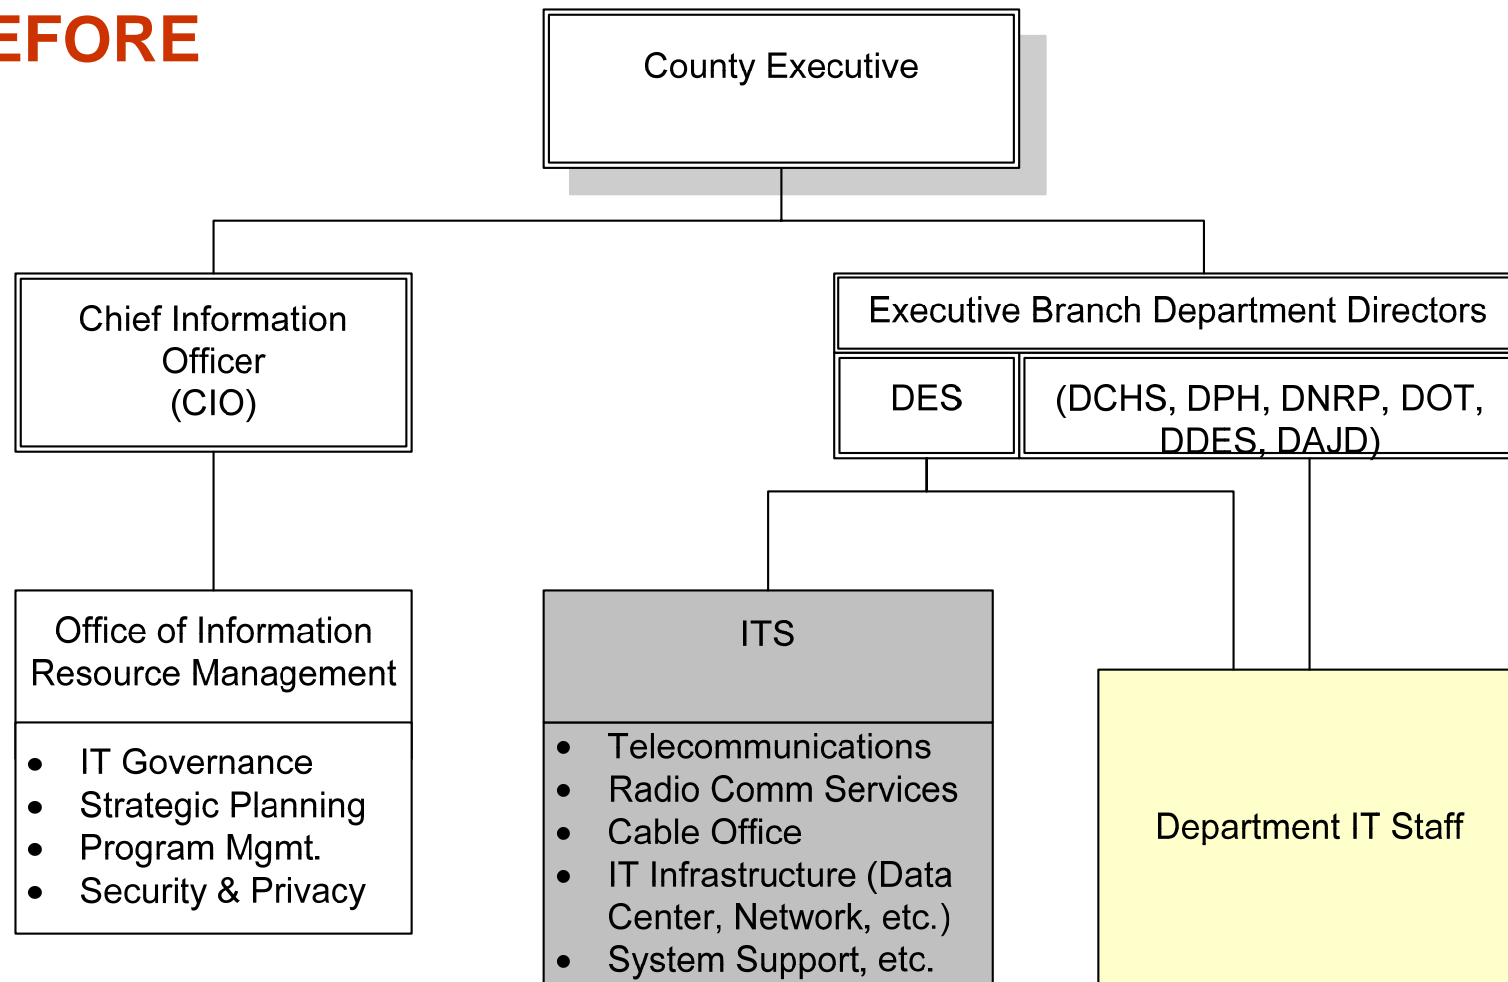 EFORE
County Executive
Chief Information
Officer
(CIO)
Executive Branch Department Directors
DES
(DCHS, DPH, DNRP, DOT,
DDES, DAJD)
Office of Information
Resource Management
• IT Governance
• Strategic Planning
• Program Mgmt.
• Security & Privacy
ITS
• Telecommunications
• Radio Comm Services
• Cable Office
• IT Infrastructure (Data
Center, Network, etc.)
• System Support, etc.
Department IT Staff